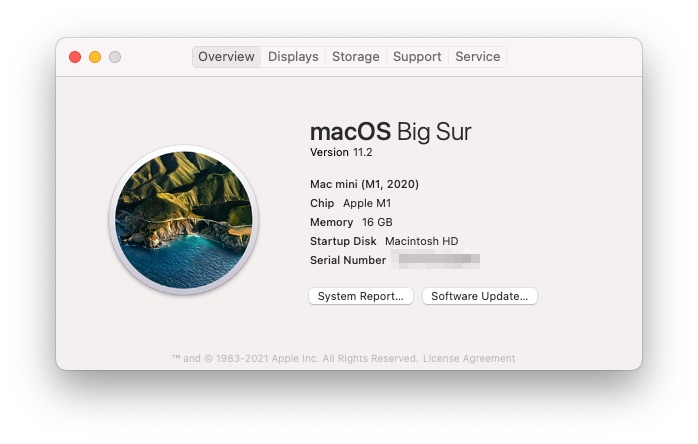 Overview Displays Storage Support Service
macOS Big Sur
Version 11.2
Mac mini (M1, 2020)
Chip Apple M1
Memory 16 GB
Startup Disk Macintosh HD
Serial Number
System Report... Software Update...
™ and © 1983-2021 Apple Inc. All Rights Reserved. License Agreement